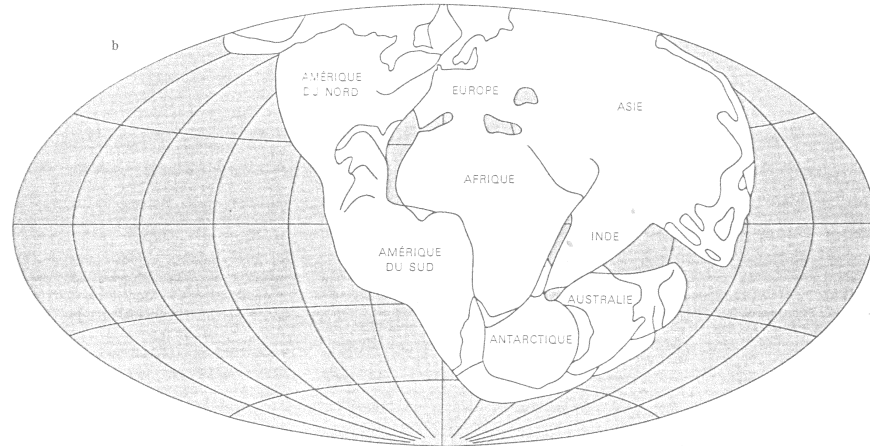 b
AMÉRIQUE
DU NORD
EUROPE
ASIE
AFRIQUE
AMÉRIQUE
DU SUD
INDE
AUSTRALIE
ANTARCTIQUE